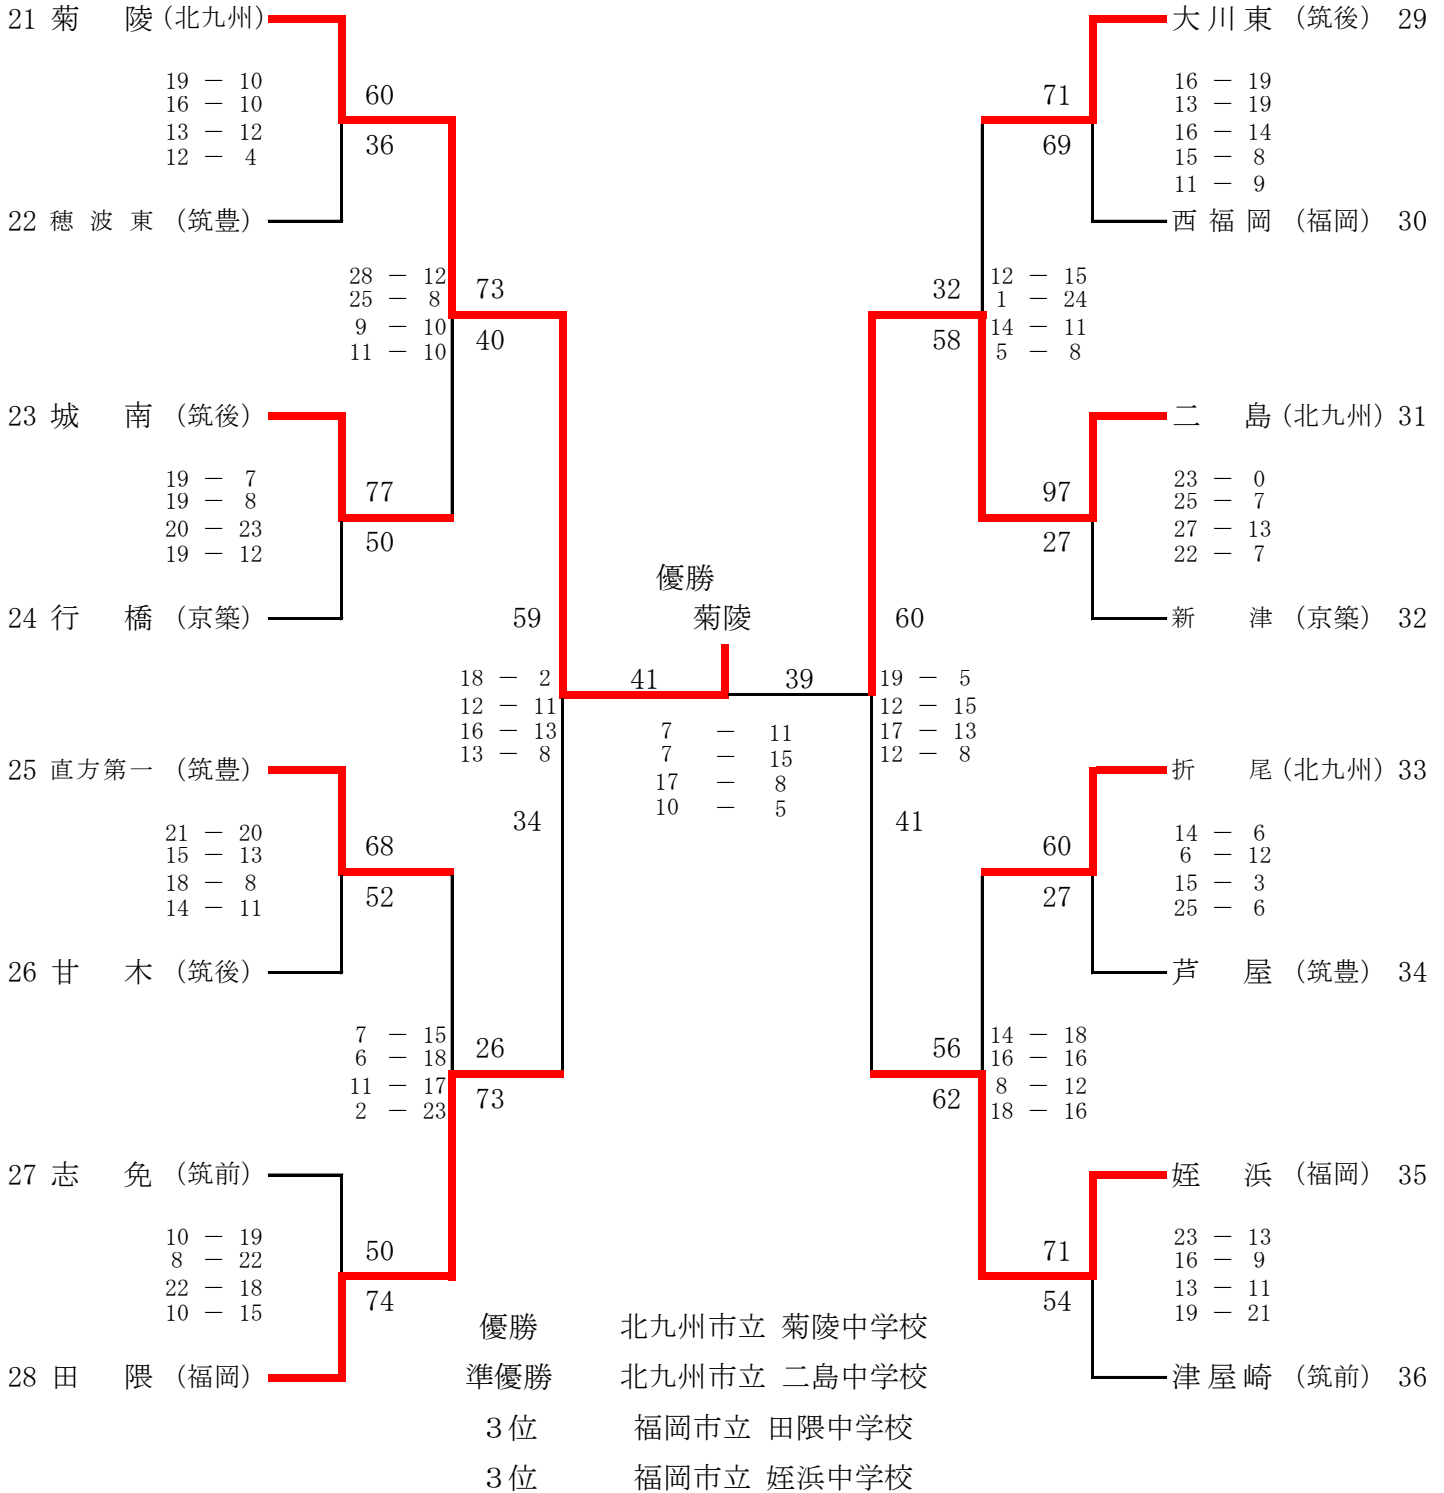 21 菊 陵 (北九州)
19 － 10
16 － 10
13 － 12
12 － 4
60
36
22 穂波東 (筑豊)
28 － 12
25 － 8
9 － 10
11 － 10
73
40
23 城 南 (筑後)
19 － 7
19 － 8
20 － 23
19 － 12
77
50
24 行 橋 (京築)
59
18 － 2
12 － 11
16 － 13
13 － 8
34
25 直方第一 (筑豊)
21 － 20
15 － 13
18 － 8
14 － 11
68
52
26 甘 木 (筑後)
7 － 15
6 － 18
11 － 17
2 － 23
26
73
27 志 免 (筑前)
10 － 19
8 － 22
22 － 18
10 － 15
50
74
28 田 隈 (福岡)
優勝
菊陵
41 39
7 － 11
7 － 15
17 － 8
10 － 5
大川東 (筑後) 29
71
69
16 － 19
13 － 19
16 － 14
15 － 8
11 － 9
西福岡 (福岡) 30
32
58
12 － 15
1 － 24
14 － 11
5 － 8
二 島 (北九州) 31
97
27
23 － 0
25 － 7
27 － 13
22 － 7
新 津 (京築) 32
60
19 － 5
12 － 15
17 － 13
12 － 8
41
折 尾 (北九州) 33
60
27
14 － 6
6 － 12
15 － 3
25 － 6
芦 屋 (筑豊) 34
56
62
14 － 18
16 － 16
8 － 12
18 － 16
姪 浜 (福岡) 35
71
54
23 － 13
16 － 9
13 － 11
19 － 21
津屋崎 (筑前) 36
優勝 北九州市立 菊陵中学校
準優勝 北九州市立 二島中学校
３位 福岡市立 田隈中学校
３位 福岡市立 姪浜中学校